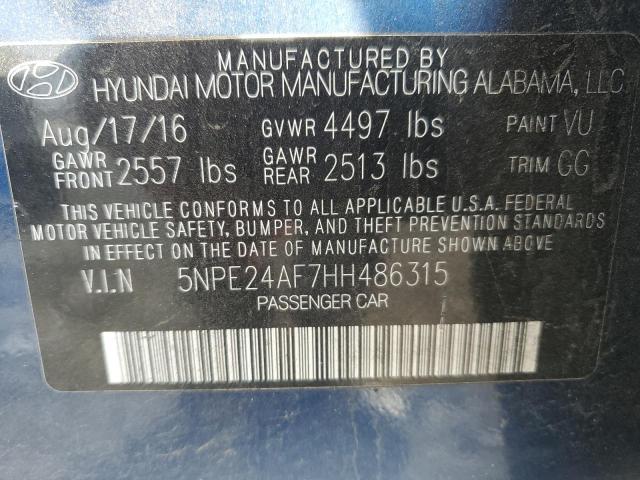 MANUFACTURED BY
HYUNDAI MOTOR MANUFACTURING ALABAMA, LLC
Aug/17/16 GVWR 4497 lbs PAINT VU
GAWR FRONT 2557 lbs GAWR REAR 2513 lbs TRIM GG
THIS VEHICLE CONFORMS TO ALL APPLICABLE U.S.A. FEDERAL
MOTOR VEHICLE SAFETY, BUMPER, AND THEFT PREVENTION STANDARDS
IN EFFECT ON THE DATE OF MANUFACTURE SHOWN ABOVE.
V.I.N 5NPE24AF7HH486315
PASSENGER CAR